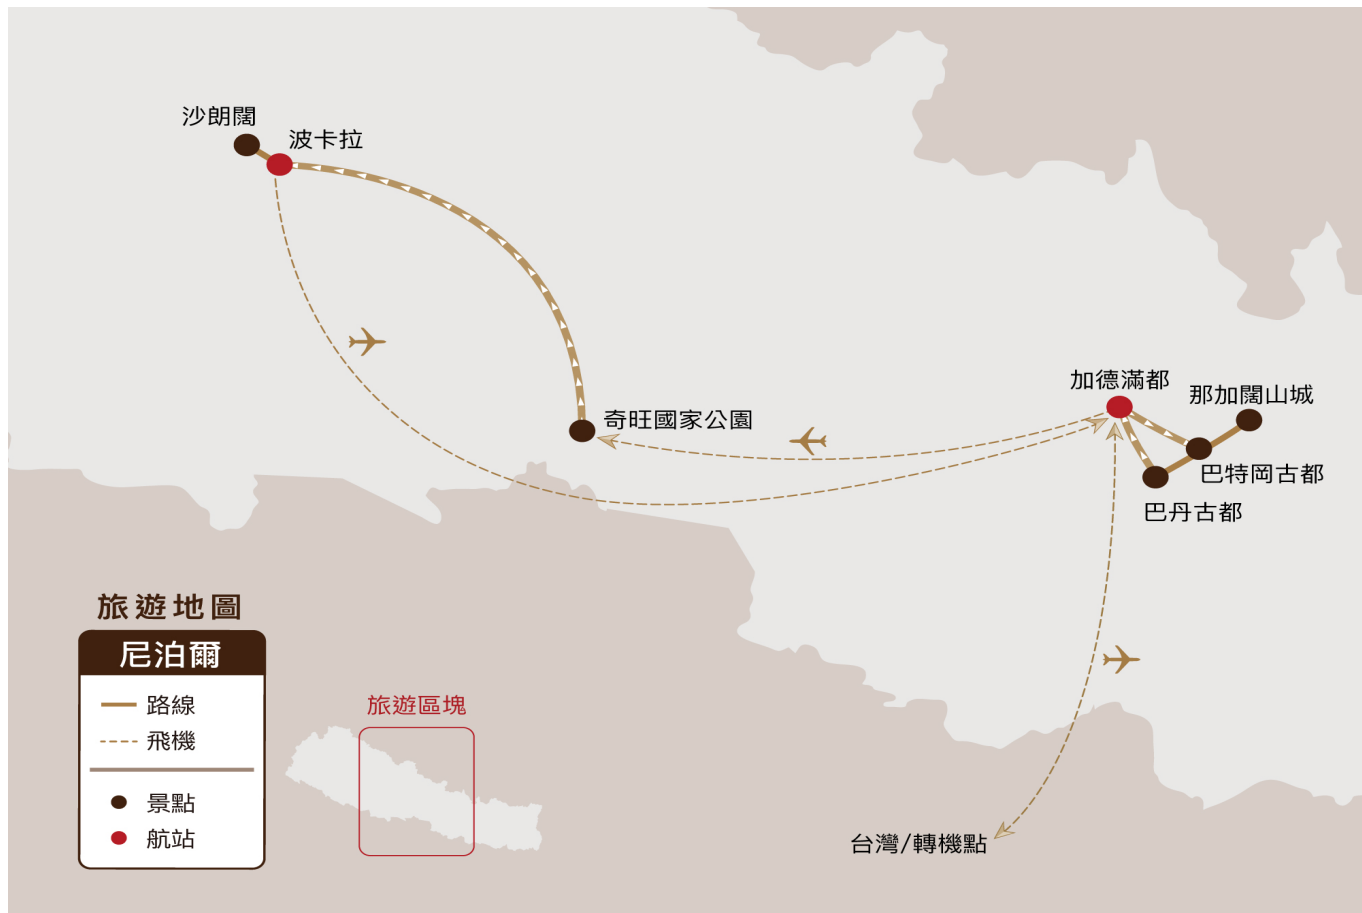 沙朗闊
波卡拉
加德滿都
那加闊山城
奇旺國家公園
巴特岡古都
巴丹古都
旅遊地圖
尼泊爾
路線
飛機
景點
航站
旅遊區塊
台灣/轉機點